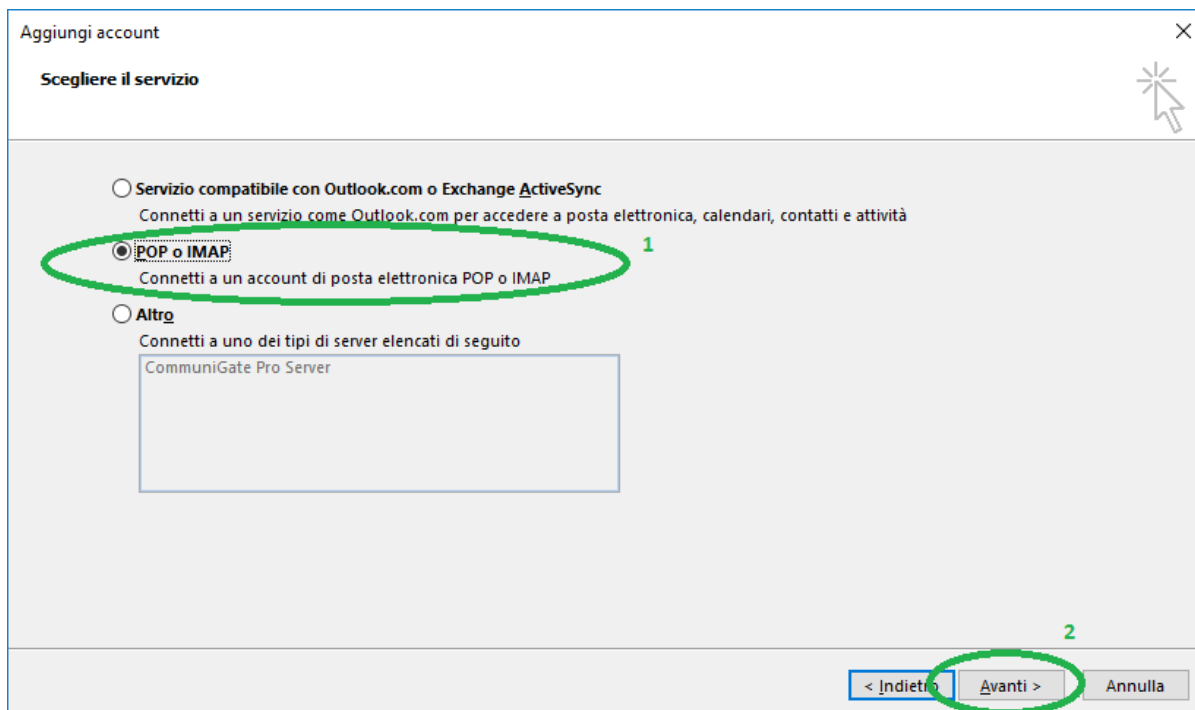 Aggiungi account
Scegliere il servizio
Servizio compatibile con Outlook.com o Exchange ActiveSync
Connetti a un servizio come Outlook.com per accedere a posta elettronica, calendari, contatti e attività
POP o IMAP
1
Connetti a un account di posta elettronica POP o IMAP
Altro
Connetti a uno dei tipi di server elencati di seguito
CommuniGate Pro Server
2
< Indietro Avanti > Annulla